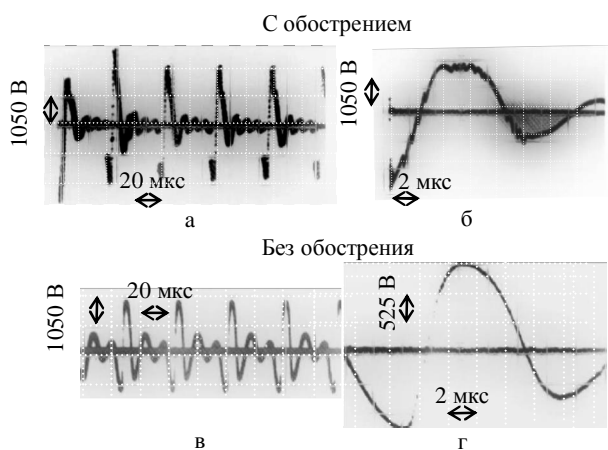 С обострением
1050 В
20 мкс
а
1050 В
2 мкс
б
Без обострения
1050 В
20 мкс
в
525 В
2 мкс
г